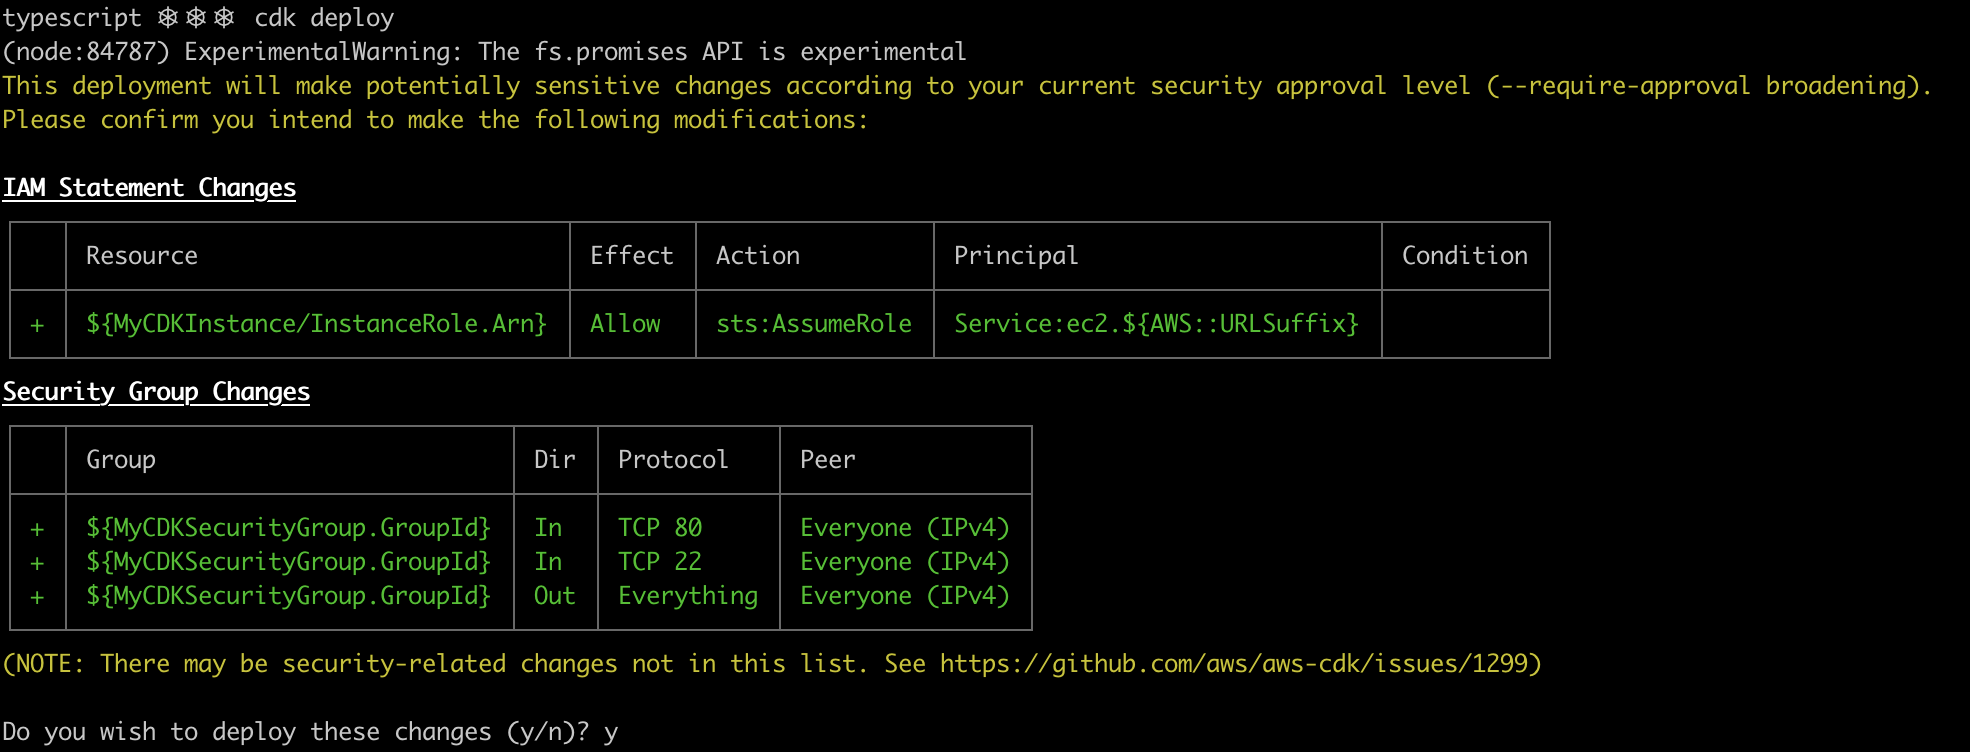 typescript ⎈⎈⎈ cdk deploy
(node:84787) ExperimentalWarning: The fs.promises API is experimental
This deployment will make potentially sensitive changes according to your current security approval level (--require-approval broadening).
Please confirm you intend to make the following modifications:
IAM Statement Changes
Resource Effect Action Principal Condition
+ ${MyCDKInstance/InstanceRole.Arn} Allow sts:AssumeRole Service:ec2.${AWS::URLSuffix}
Security Group Changes
Group Dir Protocol Peer
+ ${MyCDKSecurityGroup.GroupId} In TCP 80 Everyone (IPv4)
+ ${MyCDKSecurityGroup.GroupId} In TCP 22 Everyone (IPv4)
+ ${MyCDKSecurityGroup.GroupId} Out Everything Everyone (IPv4)
(NOTE: There may be security-related changes not in this list. See https://github.com/aws/aws-cdk/issues/1299)
Do you wish to deploy these changes (y/n)? y